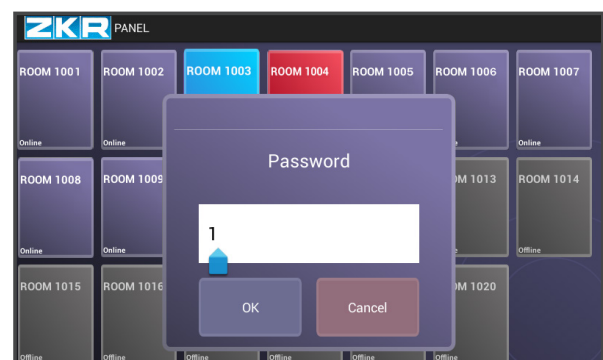 ZKR PANEL
ROOM 1001
ROOM 1002
ROOM 1003
ROOM 1004
ROOM 1005
ROOM 1006
ROOM 1007
Online
Online
Online
ROOM 1008
ROOM 1009
ROOM 1014
Online
Online
Offline
ROOM 1015
ROOM 1016
ROOM 1020
Offline
Offline
Offline
Offline
Offline
Offline
Password
1
OK
Cancel